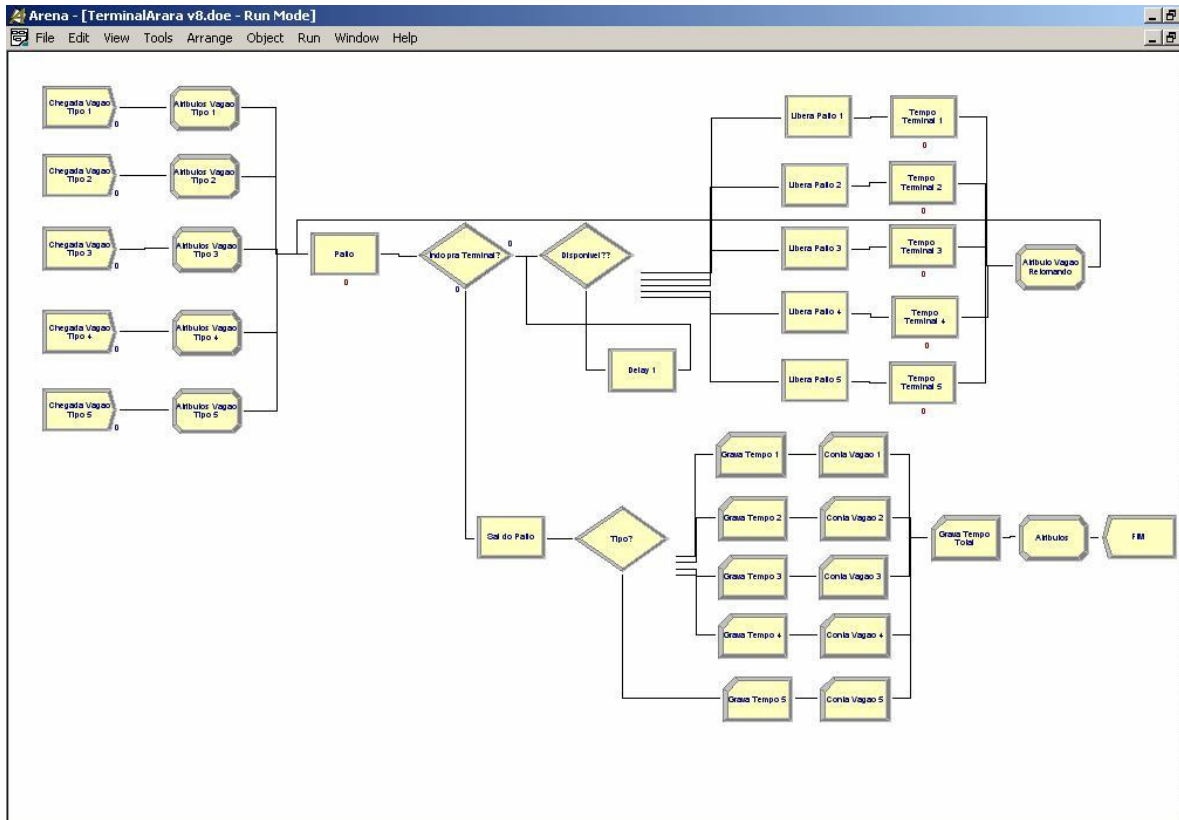 Arena - [TerminalArara v8.doe - Run Mode]
File Edit View Tools Arrange Object Run Window Help
Chegada Vagao
Tipo 1
0
Atributos Vagao
Tipo 1
Chegada Vagao
Tipo 2
0
Atributos Vagao
Tipo 2
Chegada Vagao
Tipo 3
0
Atributos Vagao
Tipo 3
Chegada Vagao
Tipo 4
0
Atributos Vagao
Tipo 4
Chegada Vagao
Tipo 5
0
Atributos Vagao
Tipo 5
Patio
0
Indo pra Terminal?
0
0
Disponivel??
Delay 1
Libera Patio 1
Tempo
Terminal 1
0
Libera Patio 2
Tempo
Terminal 2
0
Libera Patio 3
Tempo
Terminal 3
0
Libera Patio 4
Tempo
Terminal 4
0
Libera Patio 5
Tempo
Terminal 5
0
Atributo Vagao
Retornando
Sai do Patio
Tipo?
Grava Tempo 1
Conta Vagao 1
Grava Tempo 2
Conta Vagao 2
Grava Tempo 3
Conta Vagao 3
Grava Tempo 4
Conta Vagao 4
Grava Tempo 5
Conta Vagao 5
Grava Tempo
Total
Atributos
FIM